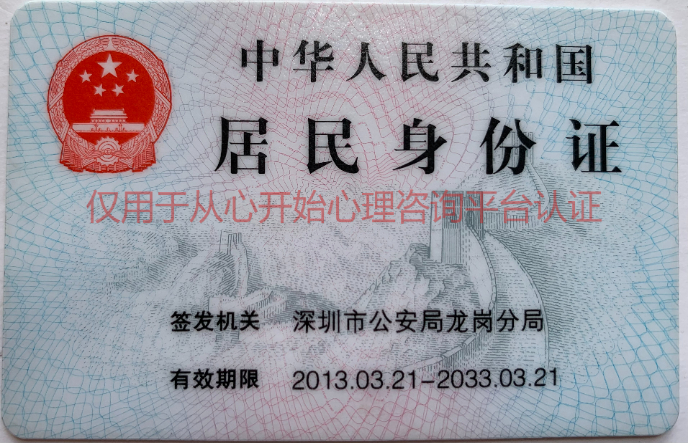 中华人民共和国
居民身份证
仅用于从心开始心理咨询平台认证
签发机关 深圳市公安局龙岗分局
有效期限 2013.03.21-2033.03.21